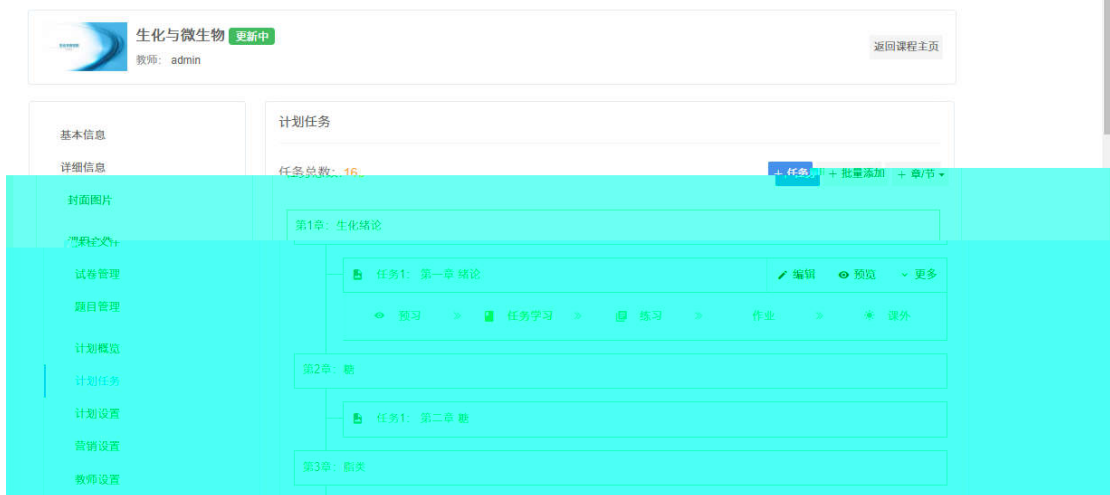 生化与微生物 更新中
教师: admin
返回课程主页
基本信息
详细信息
封面图片
课程文件
试卷管理
题目管理
计划概览
计划任务
计划设置
营销设置
教师设置
计划任务
任务总数: 16
+ 任务 + 批量添加 + 章/节
第1章: 生化绪论
任务1: 第一章 绪论 编辑 预览 更多
预习 » 任务学习 » 练习 » 作业 » 课外
第2章: 糖
任务1: 第二章 糖
第3章: 脂类